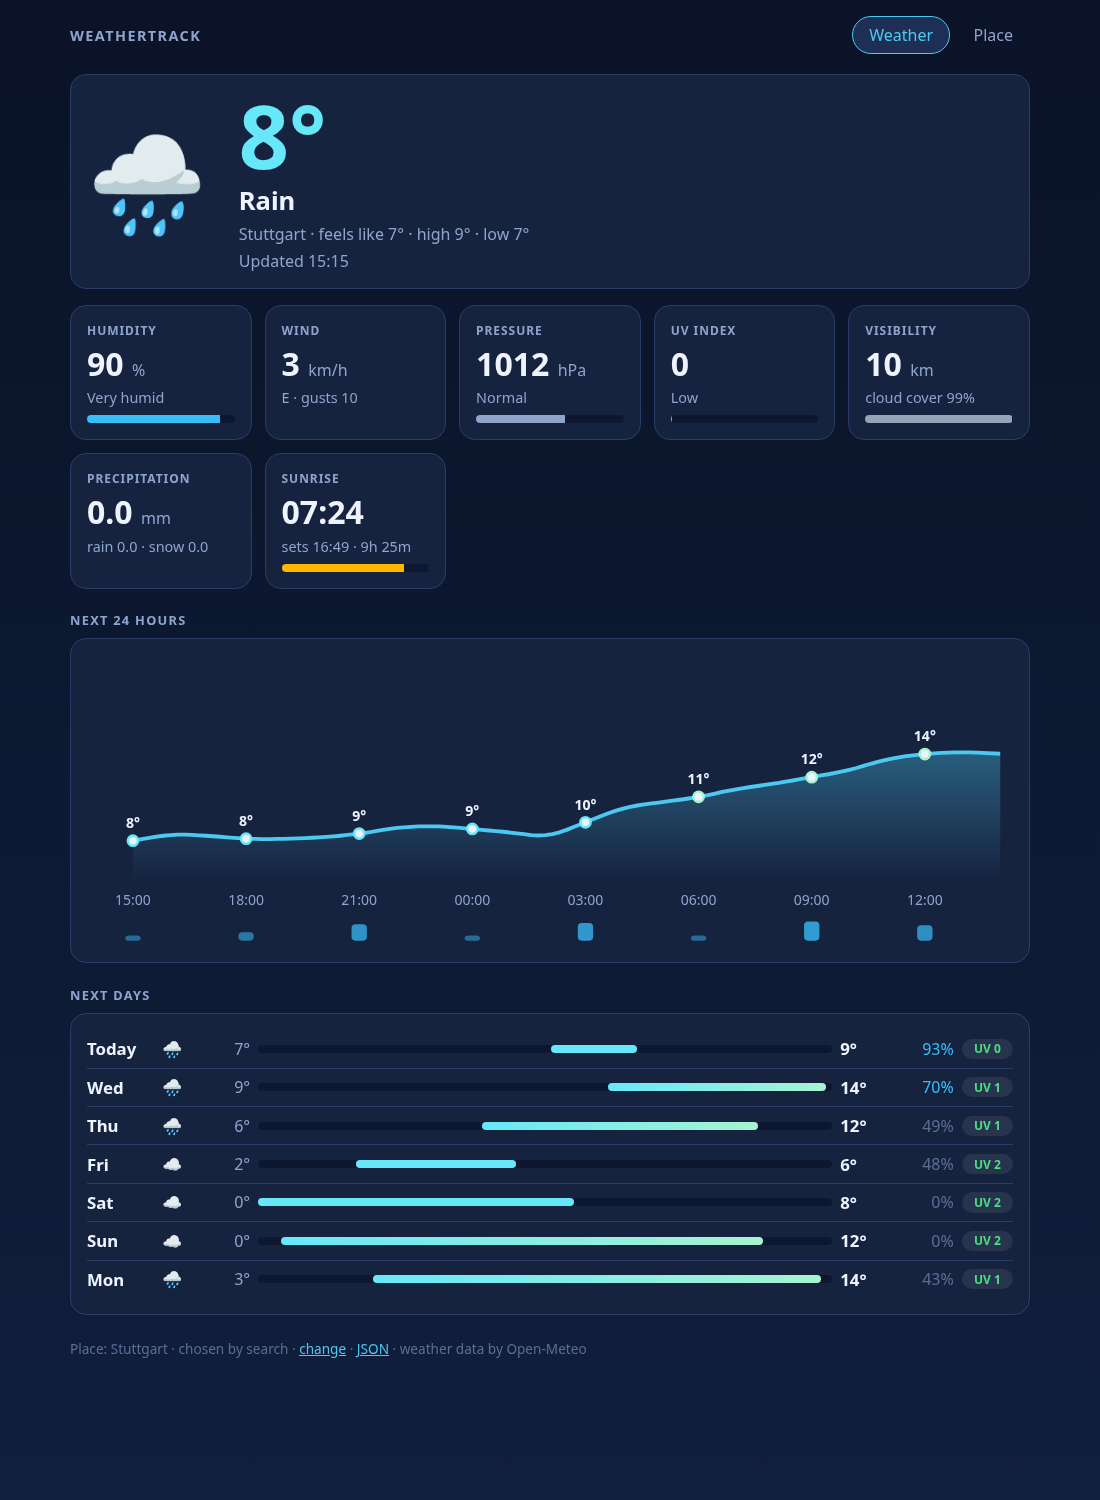 WEATHERTRACK
Weather Place
8°
Rain
Stuttgart · feels like 7° · high 9° · low 7°
Updated 15:15
HUMIDITY
90 %
Very humid
WIND
3 km/h
E · gusts 10
PRESSURE
1012 hPa
Normal
UV INDEX
0
Low
VISIBILITY
10 km
cloud cover 99%
PRECIPITATION
0.0 mm
rain 0.0 · snow 0.0
SUNRISE
07:24
sets 16:49 · 9h 25m
NEXT 24 HOURS
8° 8° 9° 9° 10° 11° 12° 14°
15:00 18:00 21:00 00:00 03:00 06:00 09:00 12:00
NEXT DAYS
Today 7° 9° 93% UV 0
Wed 9° 14° 70% UV 1
Thu 6° 12° 49% UV 1
Fri 2° 6° 48% UV 2
Sat 0° 8° 0% UV 2
Sun 0° 12° 0% UV 2
Mon 3° 14° 43% UV 1
Place: Stuttgart · chosen by search · change · JSON · weather data by Open-Meteo